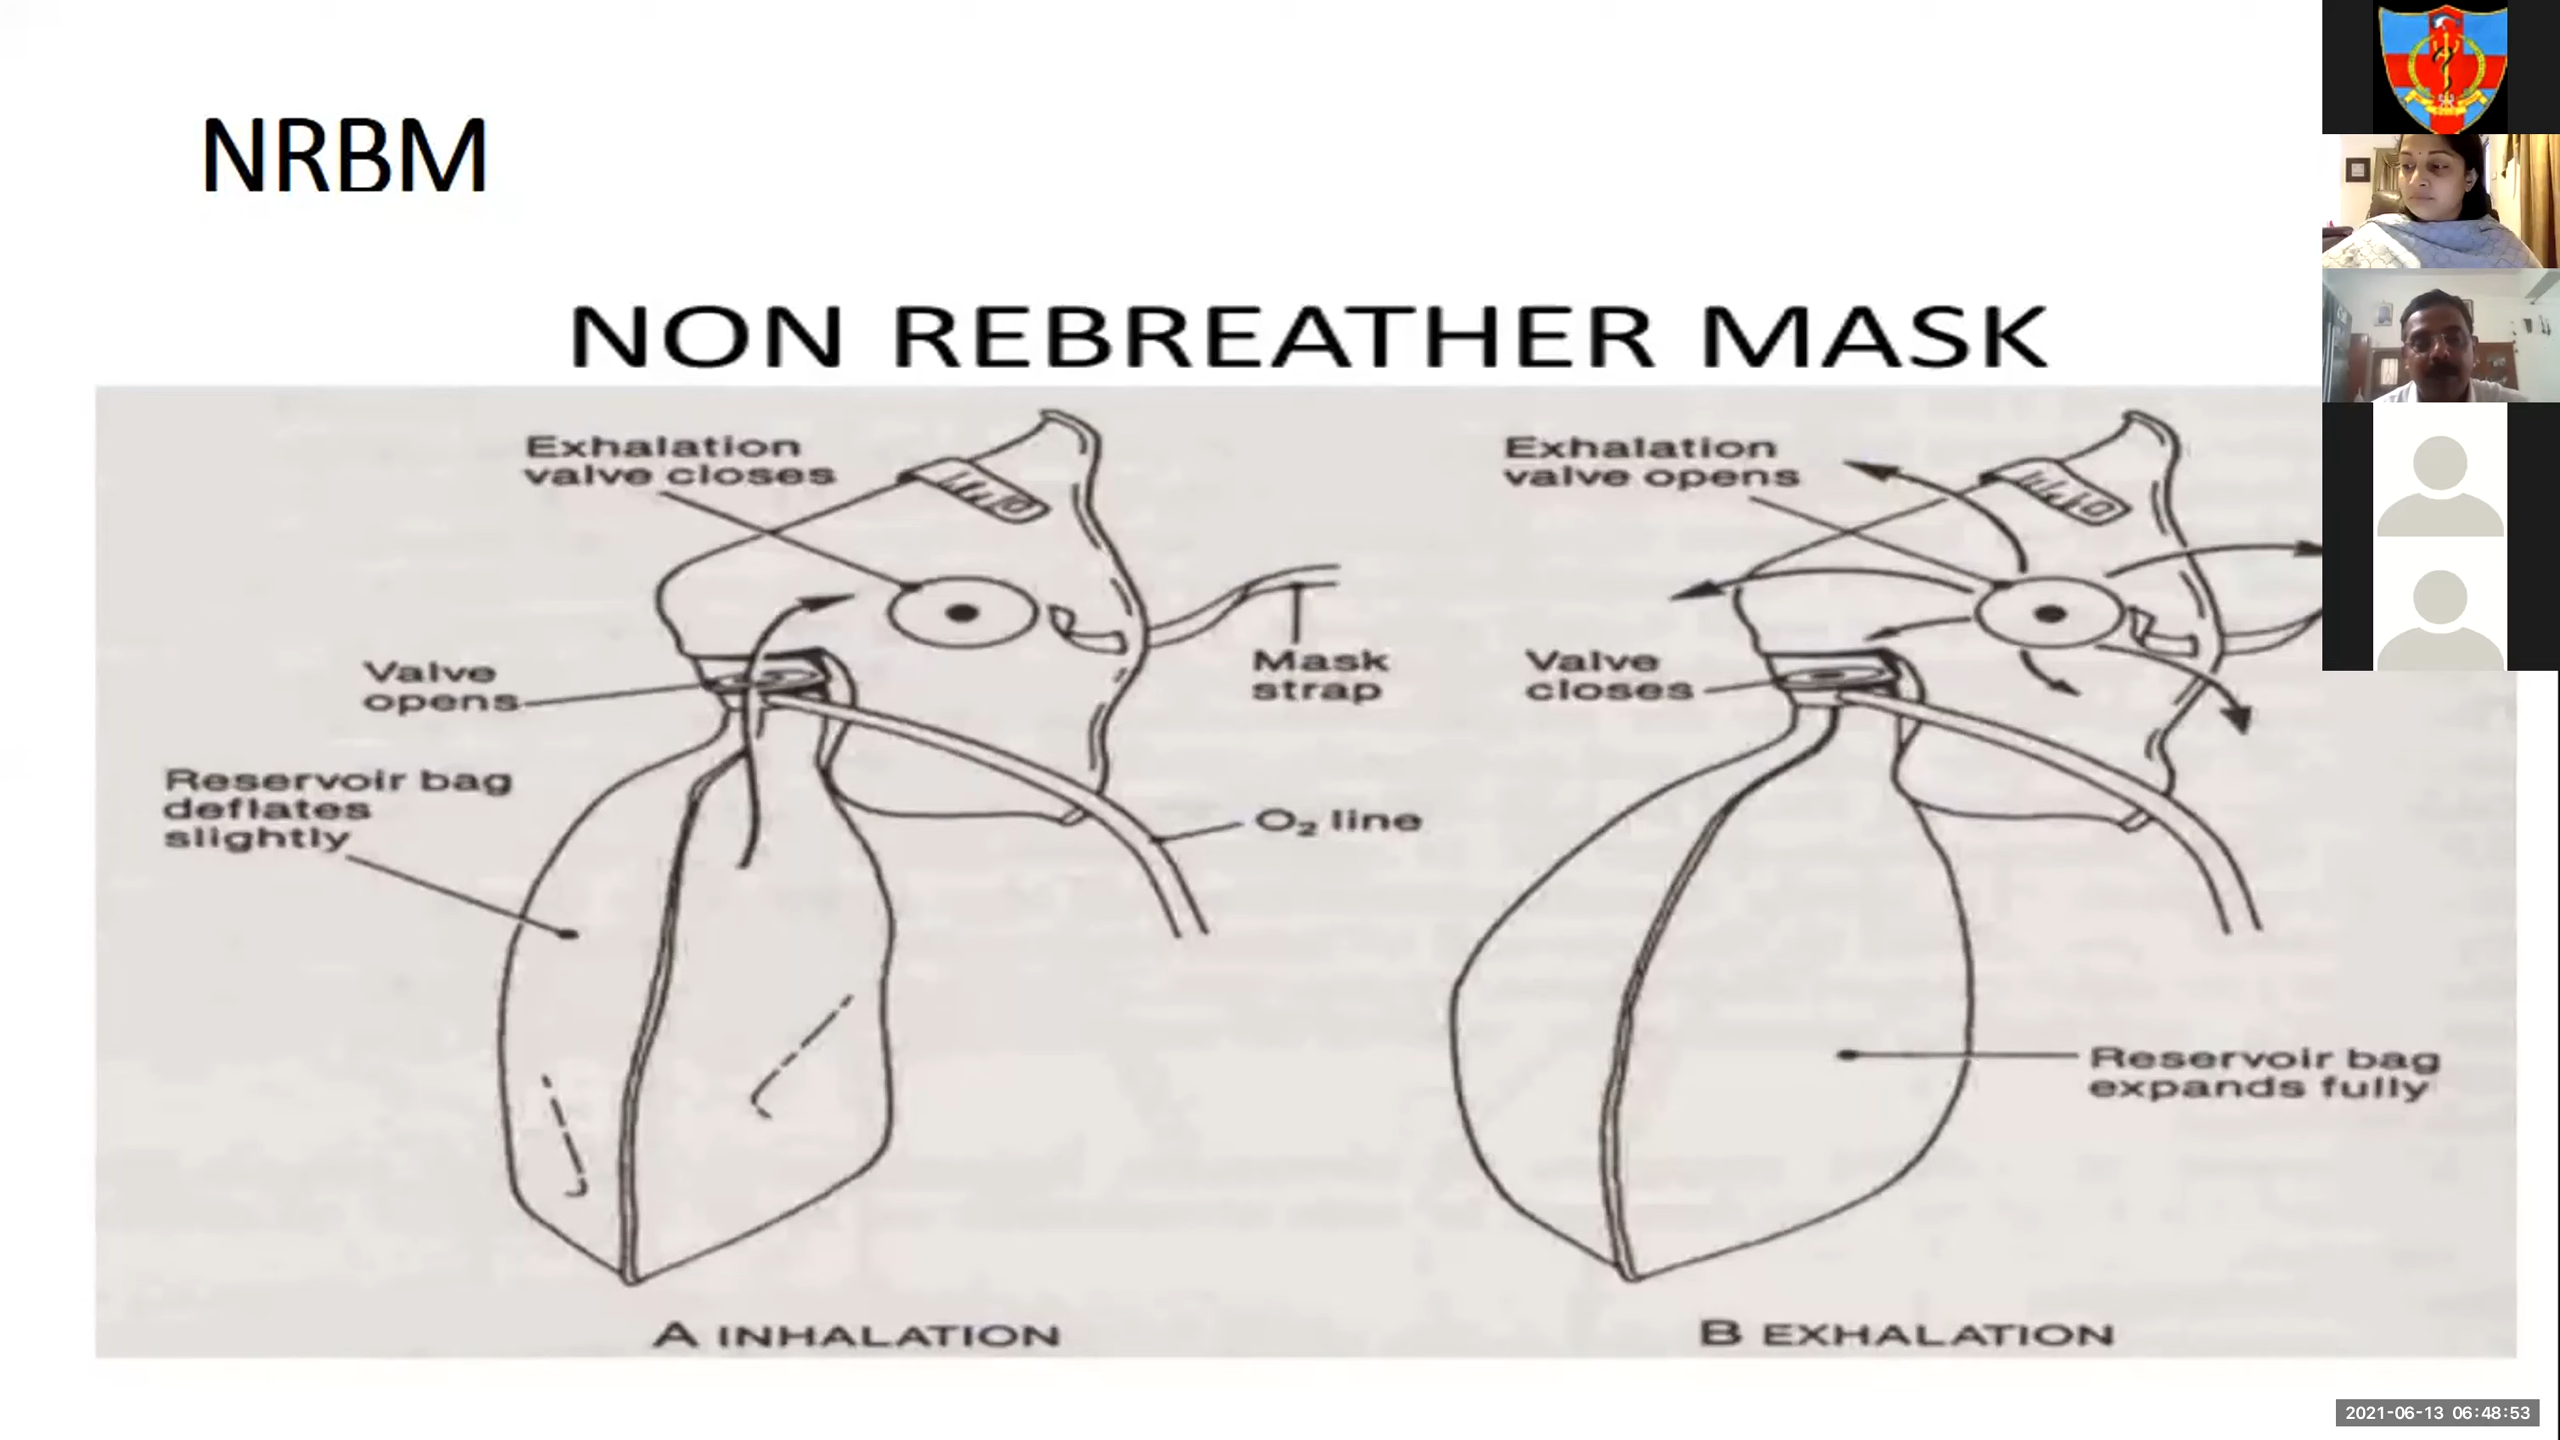 NRBM
NON REBREATHER MASK
Exhalation
valve closes
Valve
opens
Reservoir bag
deflates
slightly
Mask
strap
O₂ line
A INHALATION
Exhalation
valve opens
Valve
closes
Reservoir bag
expands fully
B EXHALATION
2021-06-13 06:48:53